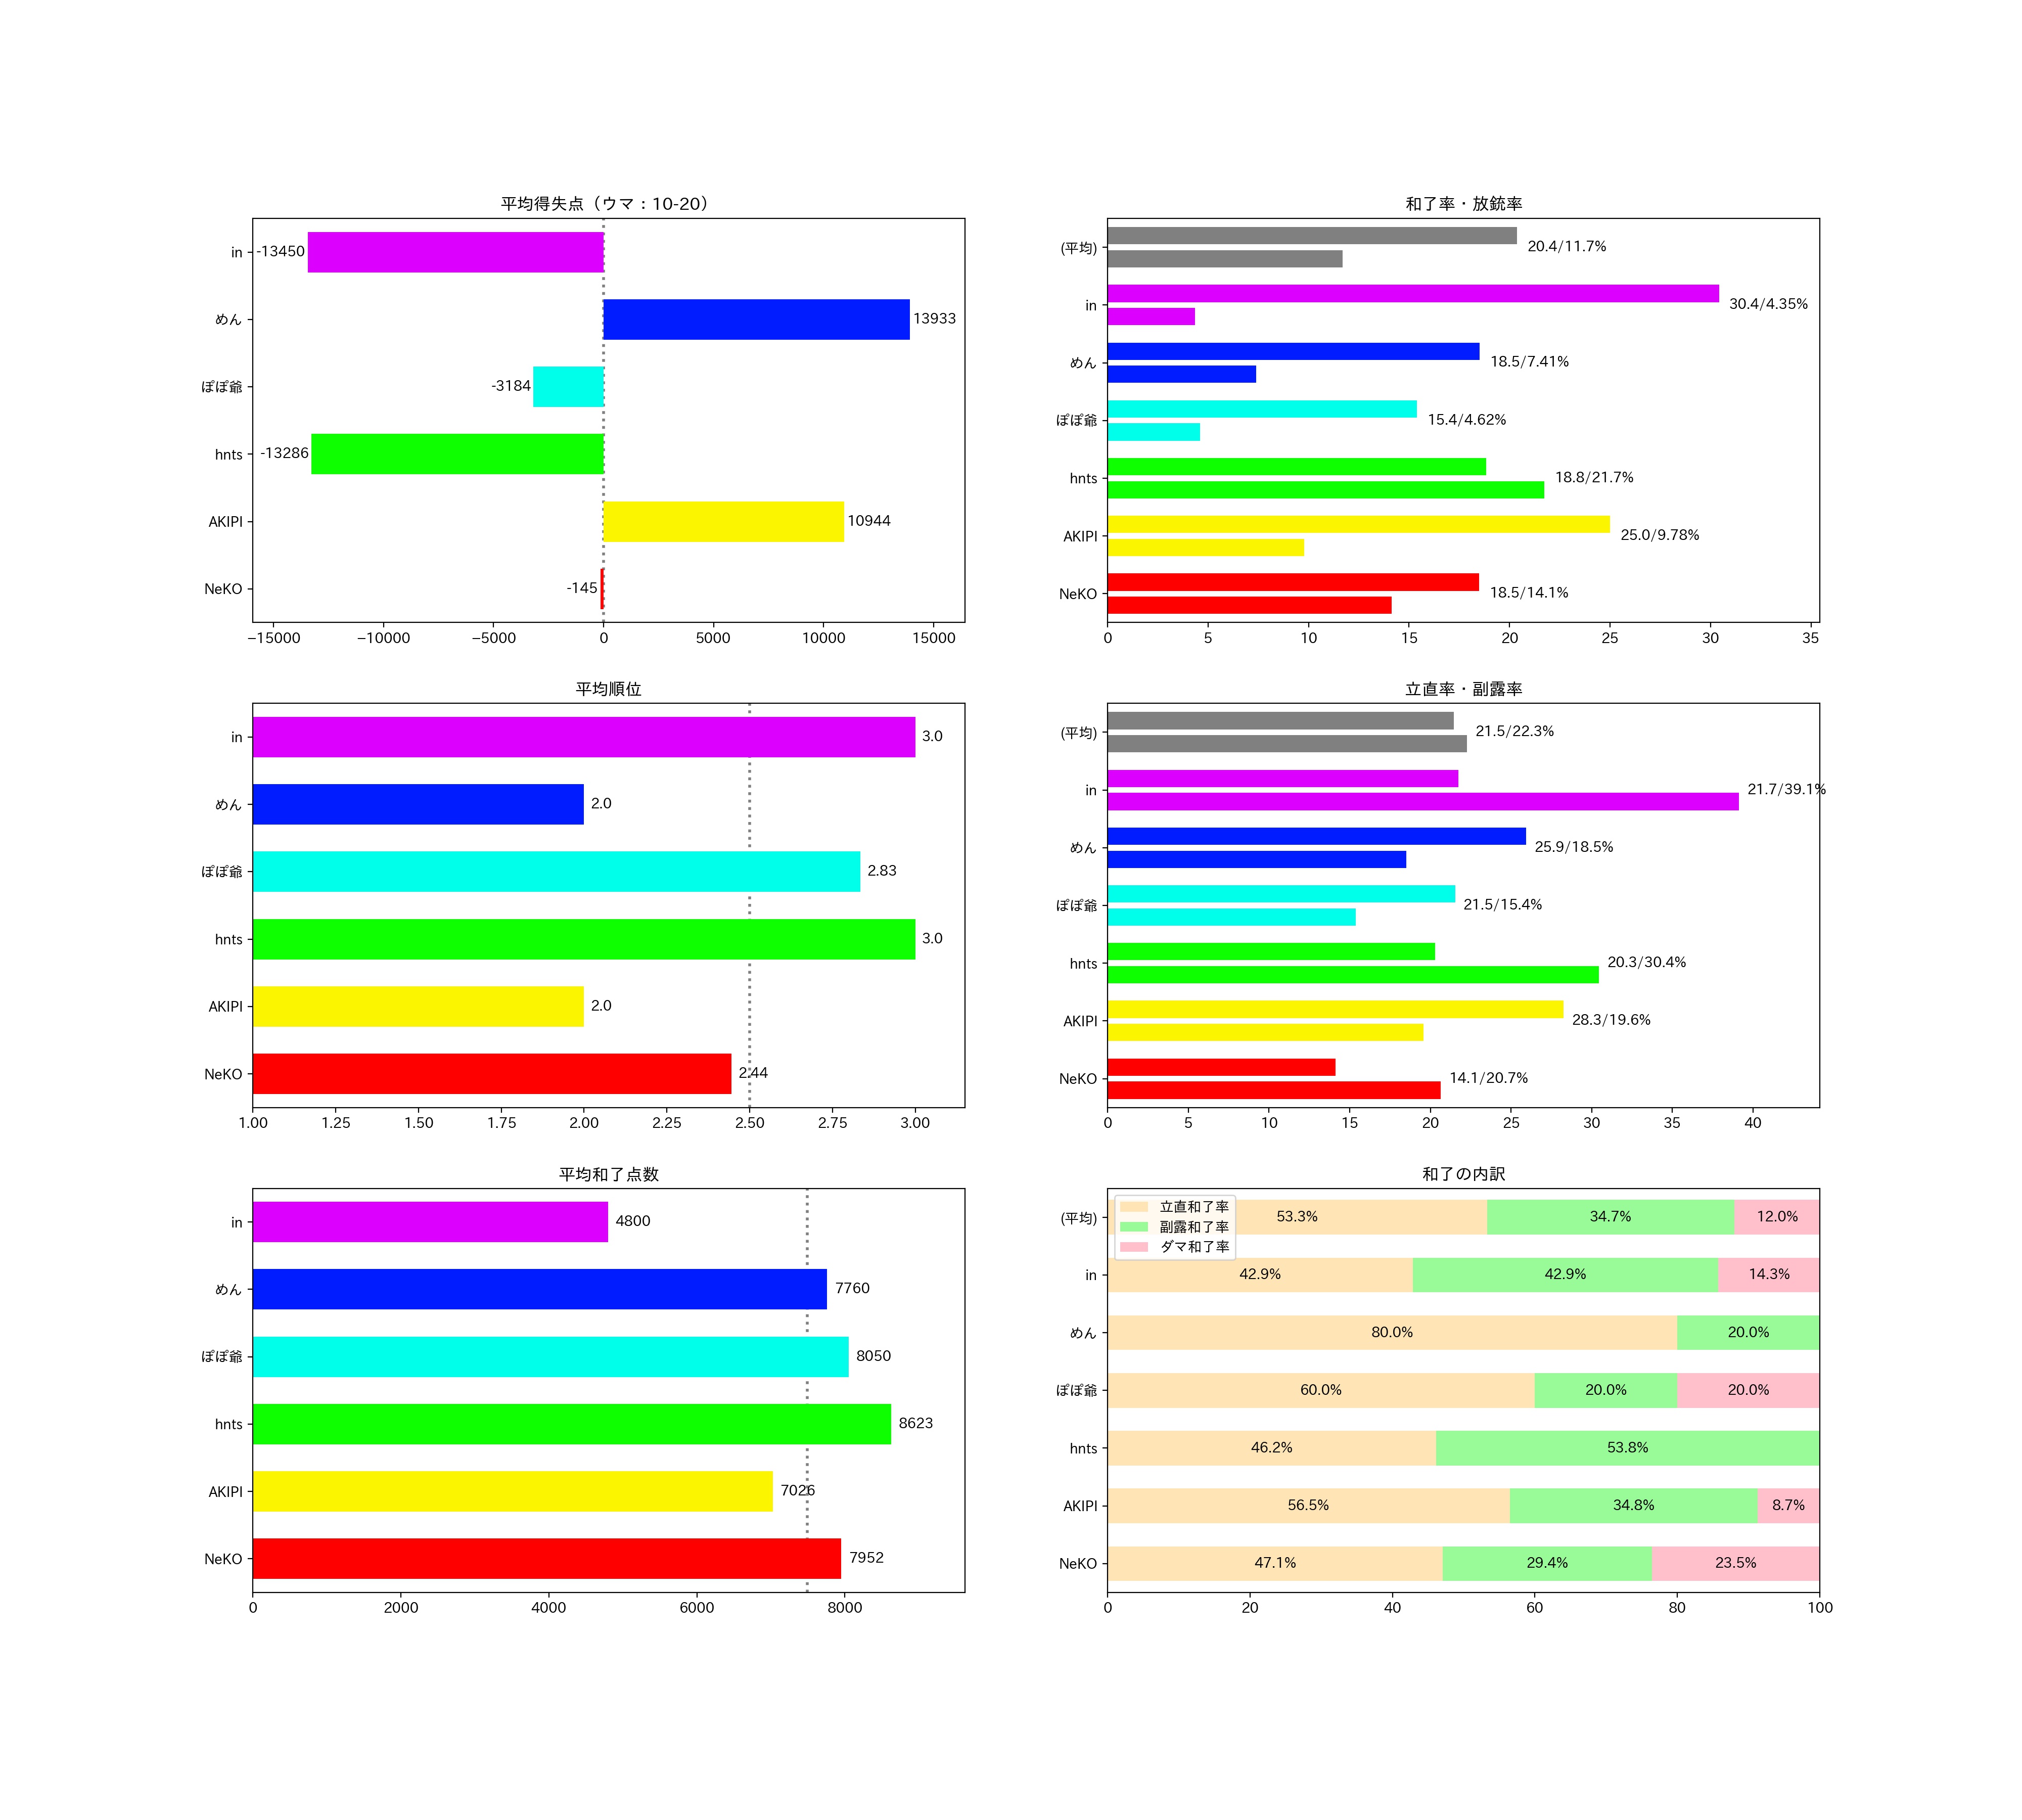 平均得失点（ウマ：10-20）
in
-13450
めん
13933
ぽぽ爺
-3184
hnts
-13286
AKIPI
10944
NeKO
-145
−15000 −10000 −5000 0 5000 10000 15000
和了率・放銃率
(平均)
20.4/11.7%
in
30.4/4.35%
めん
18.5/7.41%
ぽぽ爺
15.4/4.62%
hnts
18.8/21.7%
AKIPI
25.0/9.78%
NeKO
18.5/14.1%
0 5 10 15 20 25 30 35
平均順位
in
3.0
めん
2.0
ぽぽ爺
2.83
hnts
3.0
AKIPI
2.0
NeKO
2.44
1.00 1.25 1.50 1.75 2.00 2.25 2.50 2.75 3.00
立直率・副露率
(平均)
21.5/22.3%
in
21.7/39.1%
めん
25.9/18.5%
ぽぽ爺
21.5/15.4%
hnts
20.3/30.4%
AKIPI
28.3/19.6%
NeKO
14.1/20.7%
0 5 10 15 20 25 30 35 40
平均和了点数
in
4800
めん
7760
ぽぽ爺
8050
hnts
8623
AKIPI
7026
NeKO
7952
0 2000 4000 6000 8000
和了の内訳
立直和了率
副露和了率
ダマ和了率
(平均) 53.3% 34.7% 12.0%
in 42.9% 42.9% 14.3%
めん 80.0% 20.0%
ぽぽ爺 60.0% 20.0% 20.0%
hnts 46.2% 53.8%
AKIPI 56.5% 34.8% 8.7%
NeKO 47.1% 29.4% 23.5%
0 20 40 60 80 100